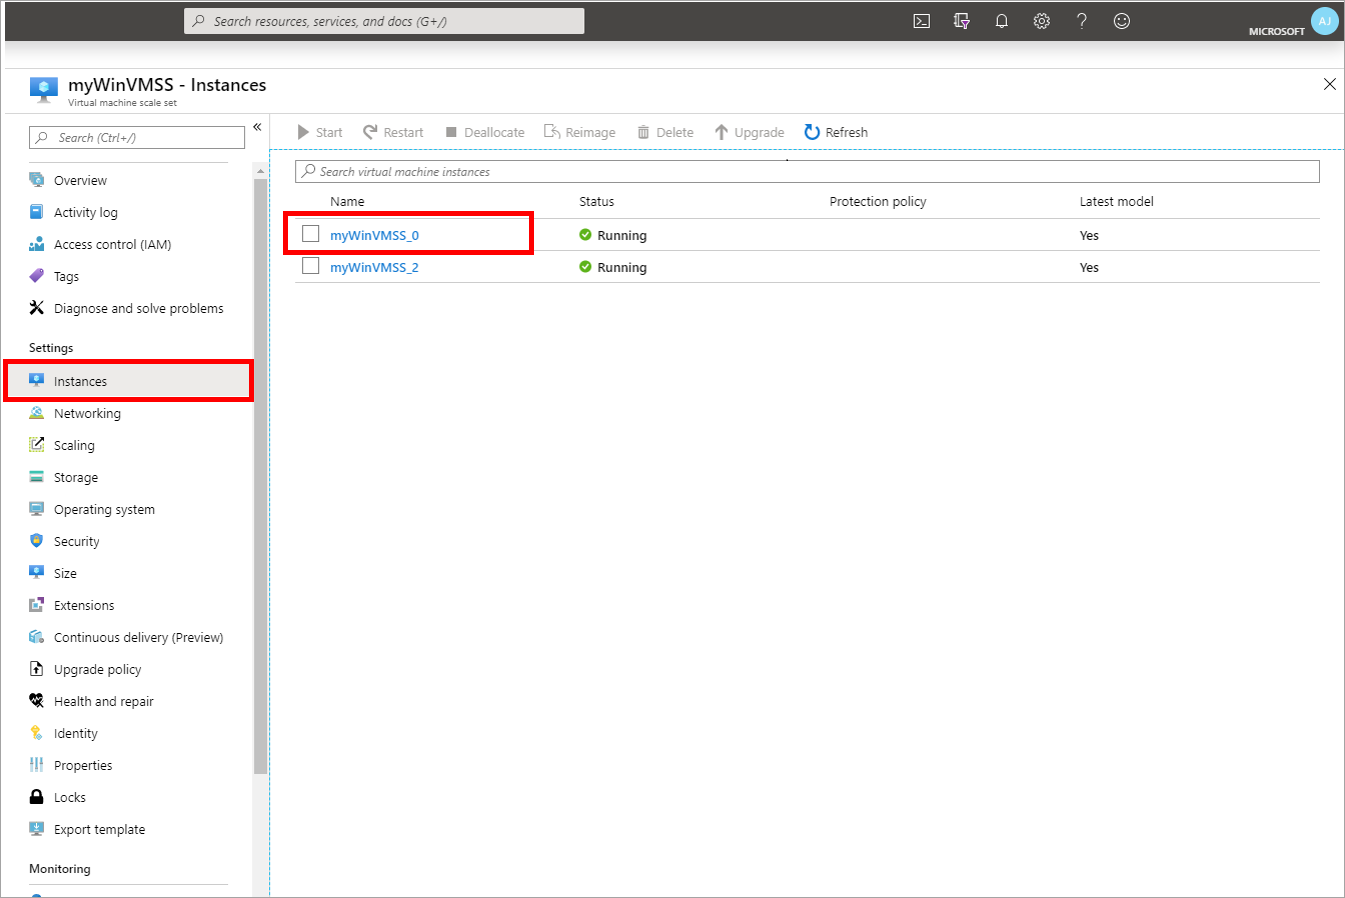 Search resources, services, and docs (G+/)
MICROSOFT
AJ
myWinVMSS - Instances
Virtual machine scale set
Search (Ctrl+/)
«
Overview
Activity log
Access control (IAM)
Tags
Diagnose and solve problems
Settings
Instances
Networking
Scaling
Storage
Operating system
Security
Size
Extensions
Continuous delivery (Preview)
Upgrade policy
Health and repair
Identity
Properties
Locks
Export template
Monitoring
Start Restart Deallocate Reimage Delete Upgrade Refresh
Search virtual machine instances
Name Status Protection policy Latest model
myWinVMSS_0 Running Yes
myWinVMSS_2 Running Yes